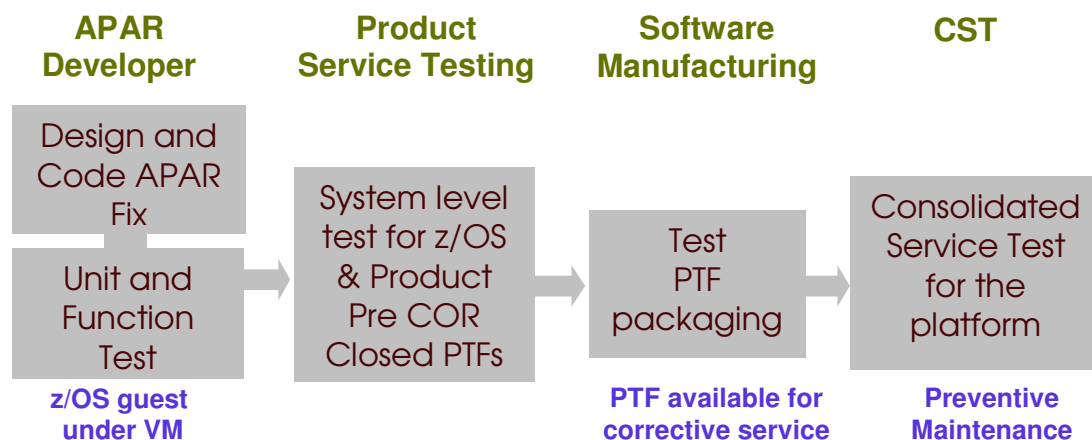 APAR
Developer
Product
Service Testing
Software
Manufacturing
CST
Design and
Code APAR
Fix
Unit and
Function
Test
z/OS guest
under VM
System level
test for z/OS
& Product
Pre COR
Closed PTFs
Test
PTF
packaging
PTF available for
corrective service
Consolidated
Service Test
for the
platform
Preventive
Maintenance